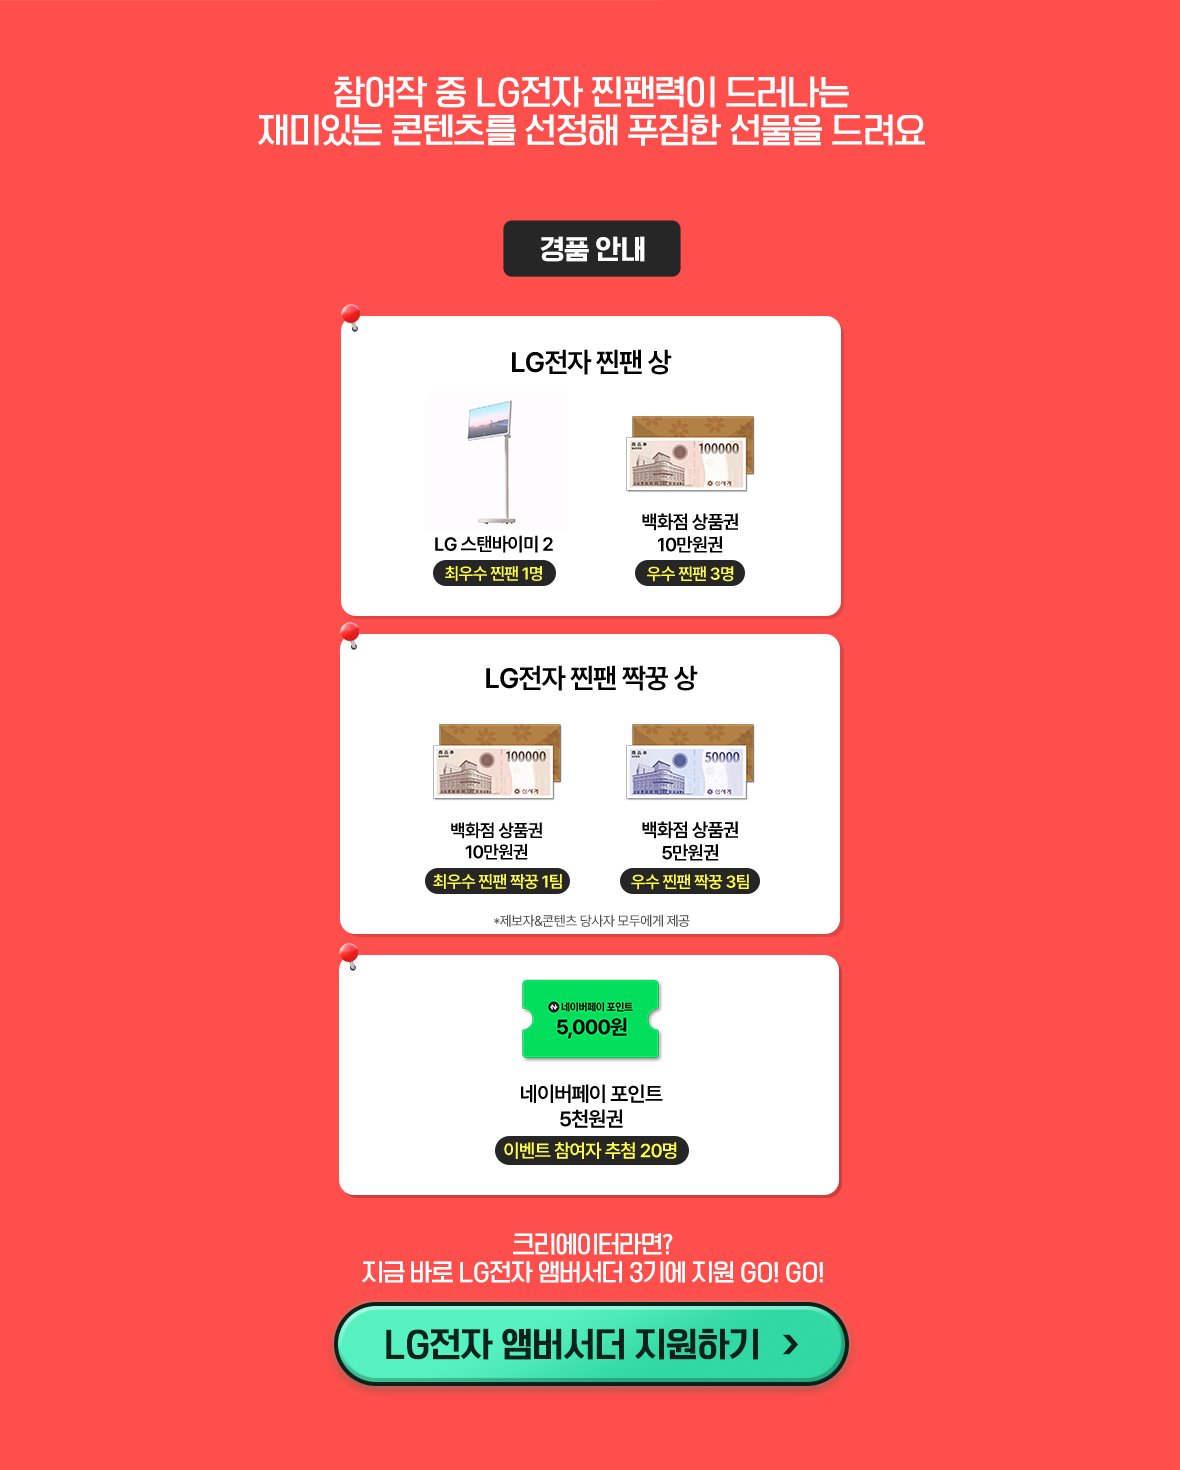 참여작 중 LG전자 찐팬력이 드러나는
재미있는 콘텐츠를 선정해 푸짐한 선물을 드려요
경품 안내
LG전자 찐팬 상
100000
신세계
LG 스탠바이미 2
최우수 찐팬 1명
백화점 상품권
10만원권
우수 찐팬 3명
LG전자 찐팬 짝꿍 상
100000
신세계
50000
신세계
백화점 상품권
10만원권
최우수 찐팬 짝꿍 1팀
백화점 상품권
5만원권
우수 찐팬 짝꿍 3팀
*제보자&콘텐츠 당사자 모두에게 제공
네이버페이 포인트
5,000원
네이버페이 포인트
5천원권
이벤트 참여자 추첨 20명
크리에이터라면?
지금 바로 LG전자 앰버서더 3기에 지원 GO! GO!
LG전자 앰버서더 지원하기 >